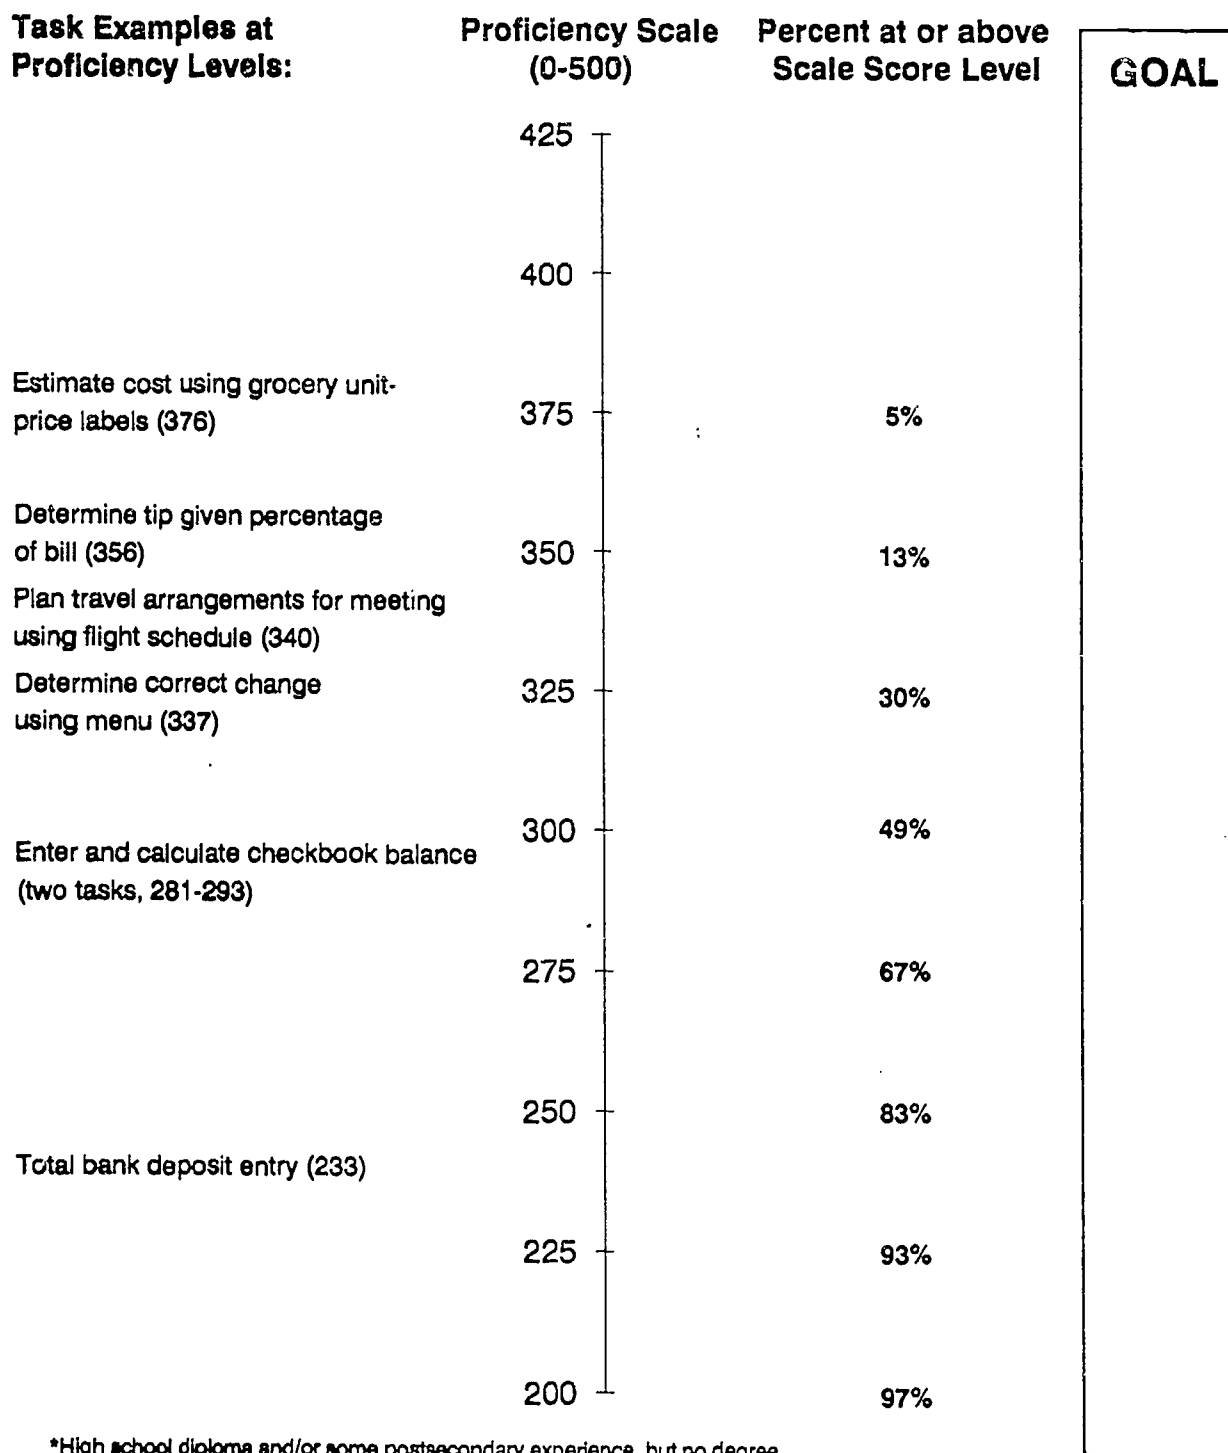 Task Examples at
Proficiency Levels:
Proficiency Scale
(0-500)
Percent at or above
Scale Score Level
GOAL
425
400
Estimate cost using grocery unit-
price labels (376)
375
5%
Determine tip given percentage
of bill (356)
350
13%
Plan travel arrangements for meeting
using flight schedule (340)
Determine correct change
using menu (337)
325
30%
300
49%
Enter and calculate checkbook balance
(two tasks, 281-293)
275
67%
250
83%
Total bank deposit entry (233)
225
93%
200
97%
*High school diploma and/or some postsecondary experience, but no degree